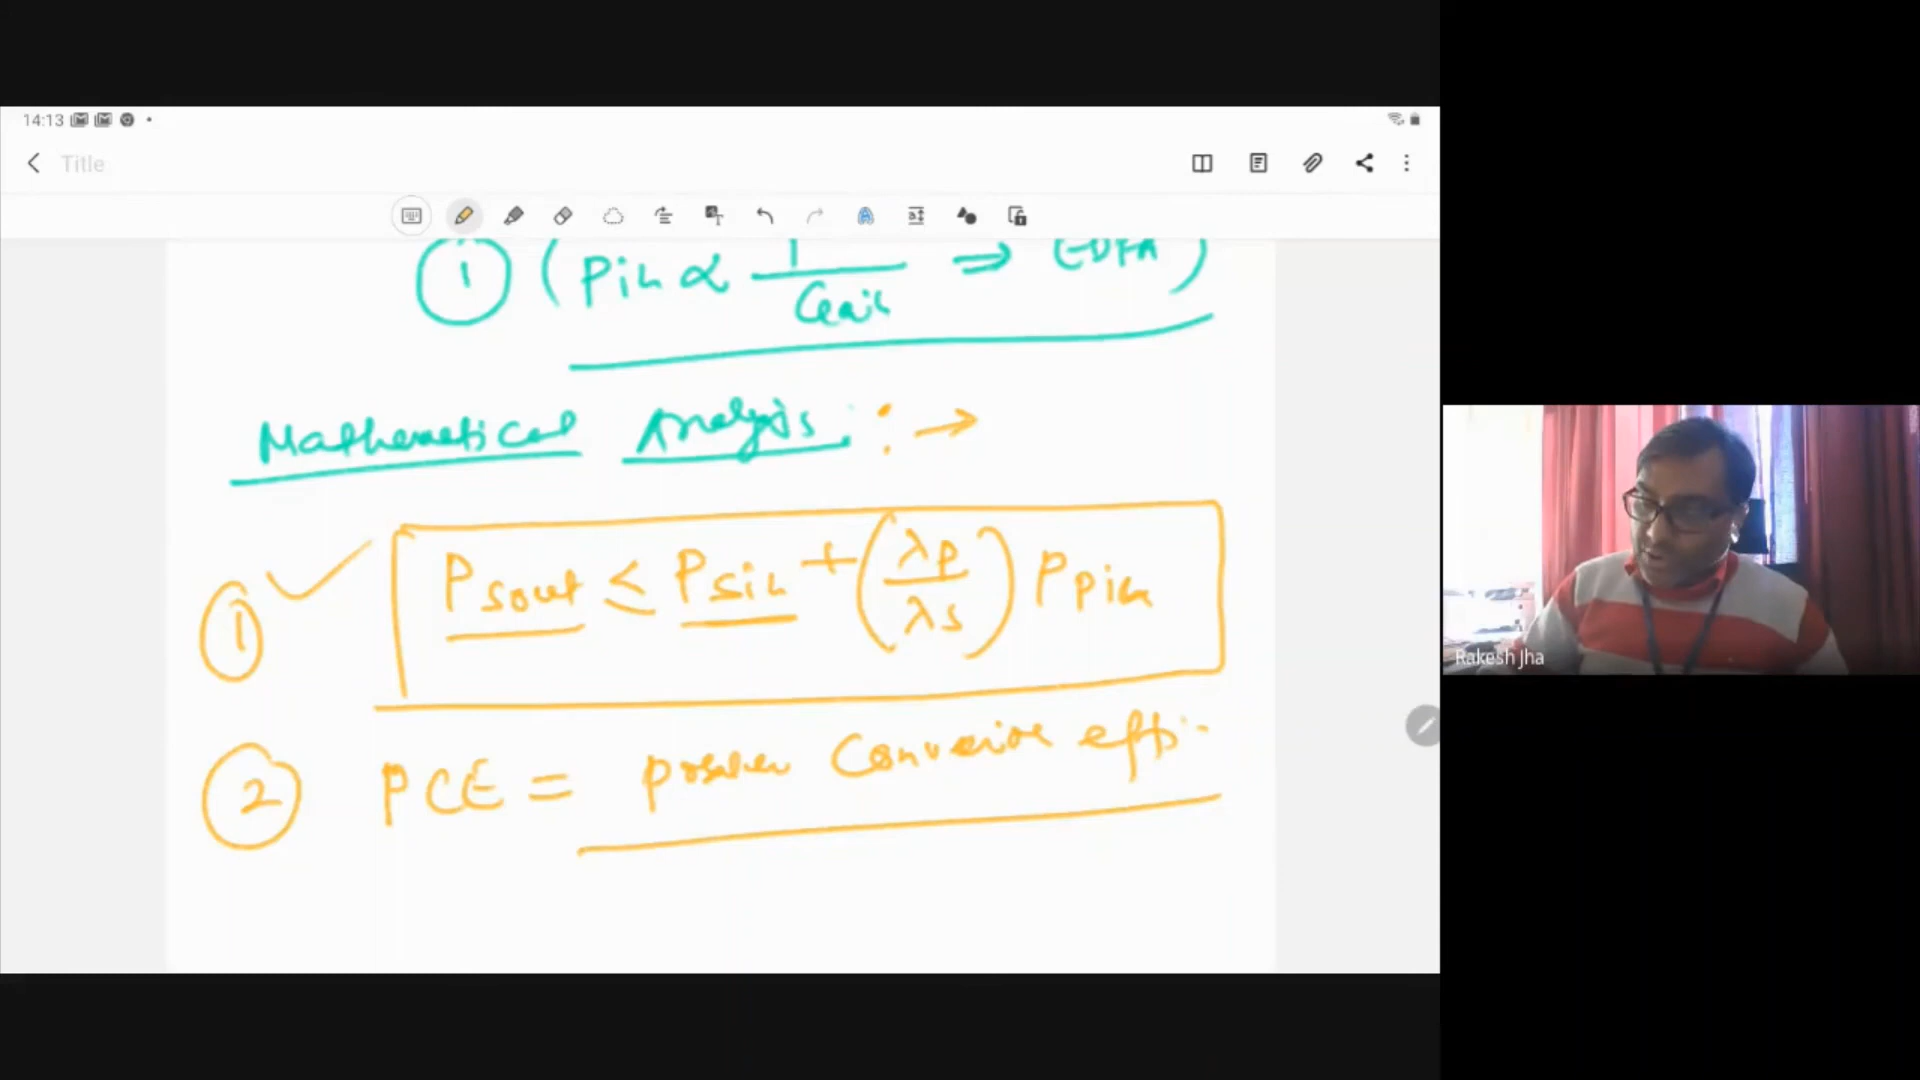 14:13
Title
① (Pin ∝ 1/Gain ⇒ EDFA)
Mathematical Analysis : →
① ✓ Psout ≤ Psin + (λp/λs) Ppin
② PCE = power conversion effi.
Rakesh Jha